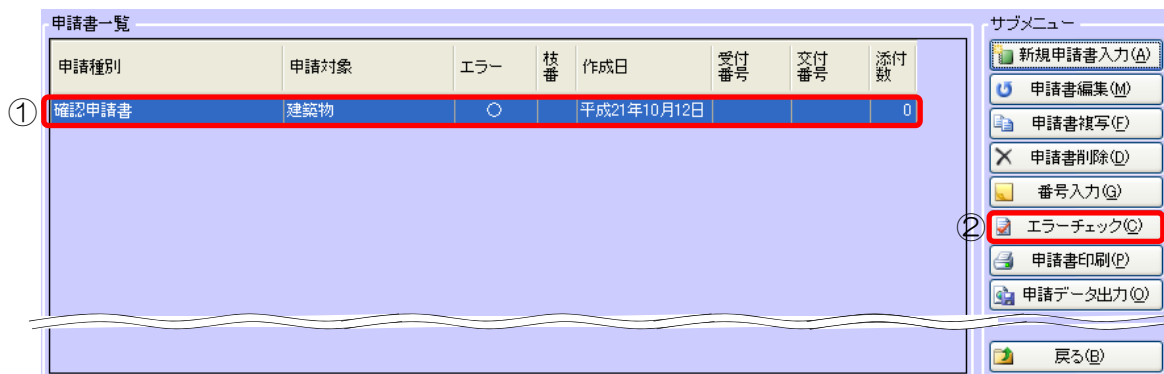 申請書一覧
申請種別 申請対象 エラー 枝番 作成日 受付番号 交付番号 添付数
① 確認申請書 建築物 ○ 平成21年10月12日 0
サブメニュー
新規申請書入力(A)
申請書編集(M)
申請書複写(F)
申請書削除(D)
番号入力(G)
② エラーチェック(C)
申請書印刷(P)
申請データ出力(O)
戻る(B)